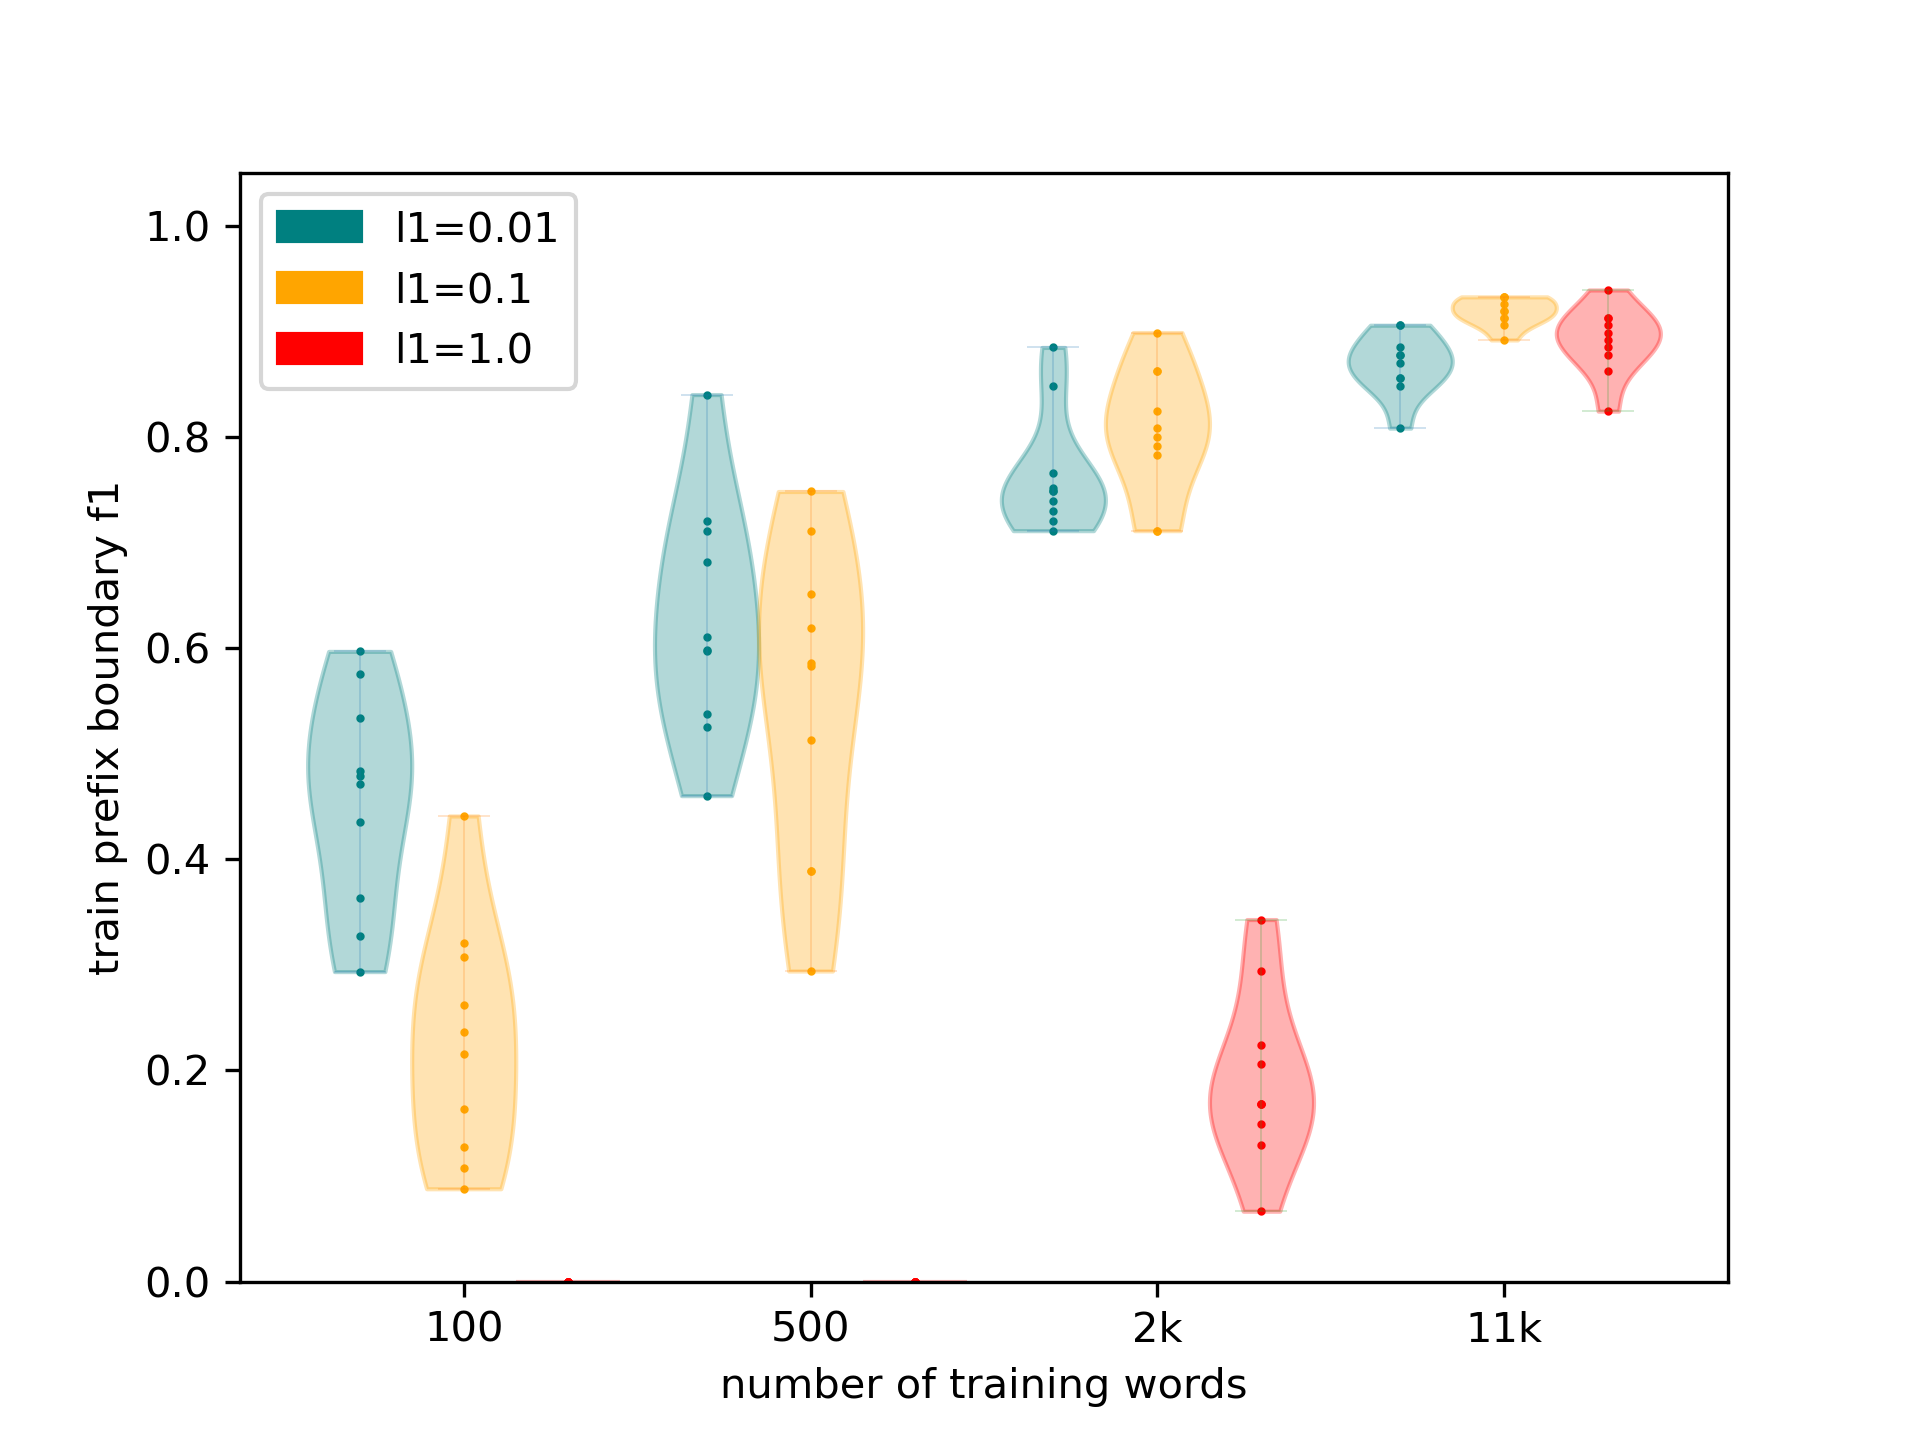 l1=0.01
l1=0.1
l1=1.0
1.0
0.8
0.6
0.4
0.2
0.0
train prefix boundary f1
100 500 2k 11k
number of training words